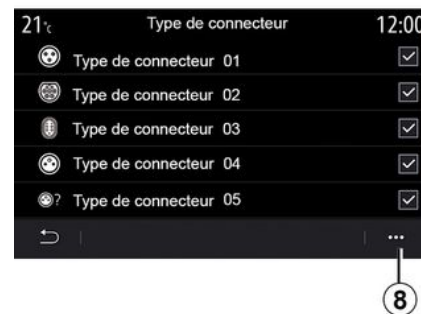 21°c Type de connecteur 12:00
Type de connecteur 01
Type de connecteur 02
Type de connecteur 03
Type de connecteur 04
? Type de connecteur 05
8